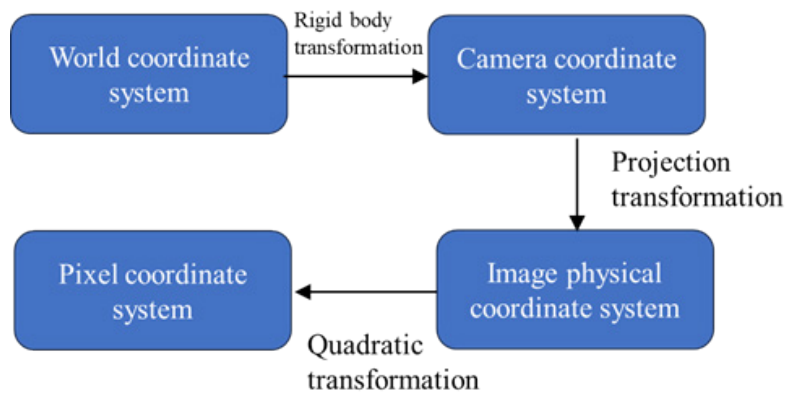 World coordinate
system
Rigid body
transformation
Camera coordinate
system
Projection
transformation
Image physical
coordinate system
Quadratic
transformation
Pixel coordinate
system